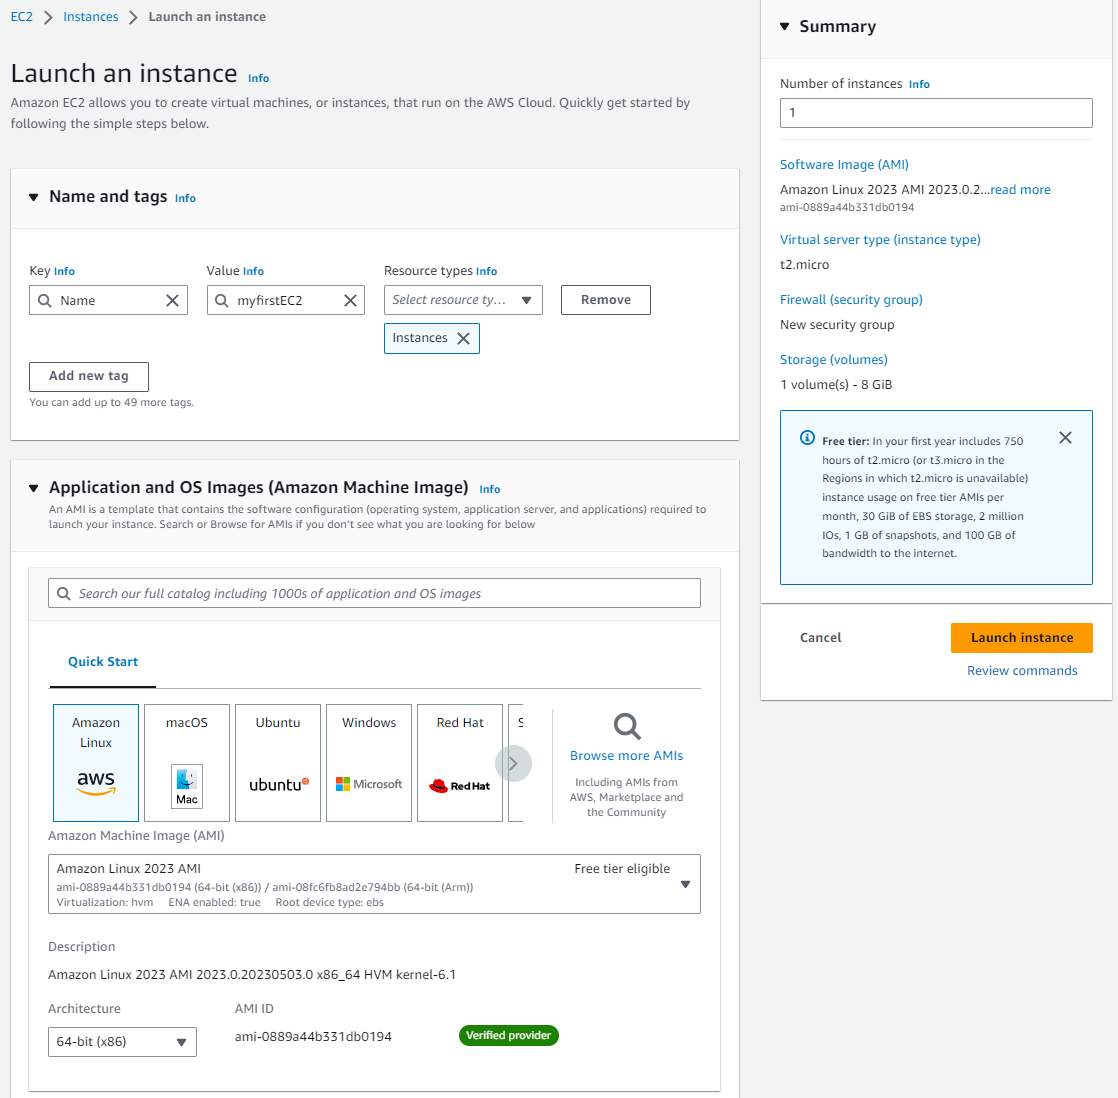 EC2 > Instances > Launch an instance
Launch an instance Info
Amazon EC2 allows you to create virtual machines, or instances, that run on the AWS Cloud. Quickly get started by
following the simple steps below.
Name and tags Info
Key Info
Name
Value Info
myfirstEC2
Resource types Info
Select resource ty...
Instances
Remove
Add new tag
You can add up to 49 more tags.
Application and OS Images (Amazon Machine Image) Info
An AMI is a template that contains the software configuration (operating system, application server, and applications) required to
launch your instance. Search or Browse for AMIs if you don't see what you are looking for below
Search our full catalog including 1000s of application and OS images
Quick Start
Amazon
Linux
aws
macOS
Mac
Ubuntu
ubuntu
Windows
Microsoft
Red Hat
Red Hat
S
Browse more AMIs
Including AMIs from
AWS, Marketplace and
the Community
Amazon Machine Image (AMI)
Amazon Linux 2023 AMI
Free tier eligible
ami-0889a44b331db0194 (64-bit (x86)) / ami-08fc6fb8ad2e794bb (64-bit (Arm))
Virtualization: hvm ENA enabled: true Root device type: ebs
Description
Amazon Linux 2023 AMI 2023.0.20230503.0 x86_64 HVM kernel-6.1
Architecture
64-bit (x86)
AMI ID
ami-0889a44b331db0194
Verified provider
Summary
Number of instances Info
1
Software Image (AMI)
Amazon Linux 2023 AMI 2023.0.2...read more
ami-0889a44b331db0194
Virtual server type (instance type)
t2.micro
Firewall (security group)
New security group
Storage (volumes)
1 volume(s) - 8 GiB
Free tier: In your first year includes 750
hours of t2.micro (or t3.micro in the
Regions in which t2.micro is unavailable)
instance usage on free tier AMIs per
month, 30 GiB of EBS storage, 2 million
IOs, 1 GB of snapshots, and 100 GB of
bandwidth to the internet.
Cancel
Launch instance
Review commands